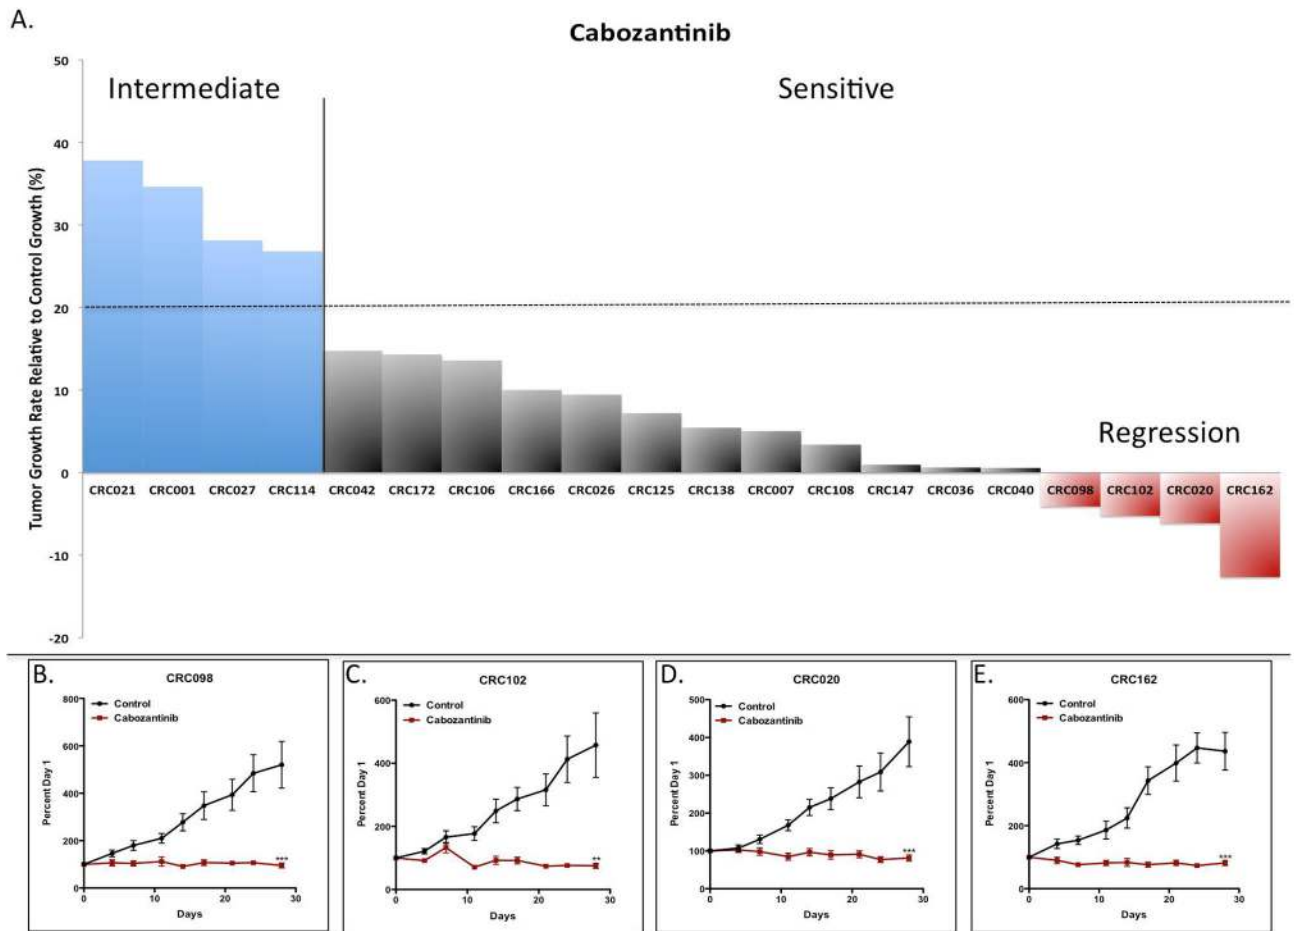 A.
Cabozantinib
Intermediate
Sensitive
Regression
Tumor Growth Rate Relative to Control Growth (%)
50
40
30
20
10
0
-10
-20
CRC021 CRC001 CRC027 CRC114 CRC042 CRC172 CRC106 CRC166 CRC026 CRC125 CRC138 CRC007 CRC108 CRC147 CRC036 CRC040 CRC098 CRC102 CRC020 CRC162
B.
CRC098
Control
Cabozantinib
Percent Day 1
800
600
400
200
0
***
0 10 20 30
Days
C.
CRC102
Control
Cabozantinib
Percent Day 1
600
400
200
0
**
0 10 20 30
Days
D.
CRC020
Control
Cabozantinib
Percent Day 1
500
400
300
200
100
0
***
0 10 20 30
Days
E.
CRC162
Control
Cabozantinib
Percent Day 1
600
400
200
0
***
0 10 20 30
Days